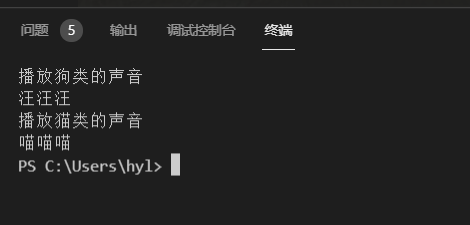 问题 5 输出 调试控制台 终端
播放狗类的声音
汪汪汪
播放猫类的声音
喵喵喵
PS C:\Users\hyl>